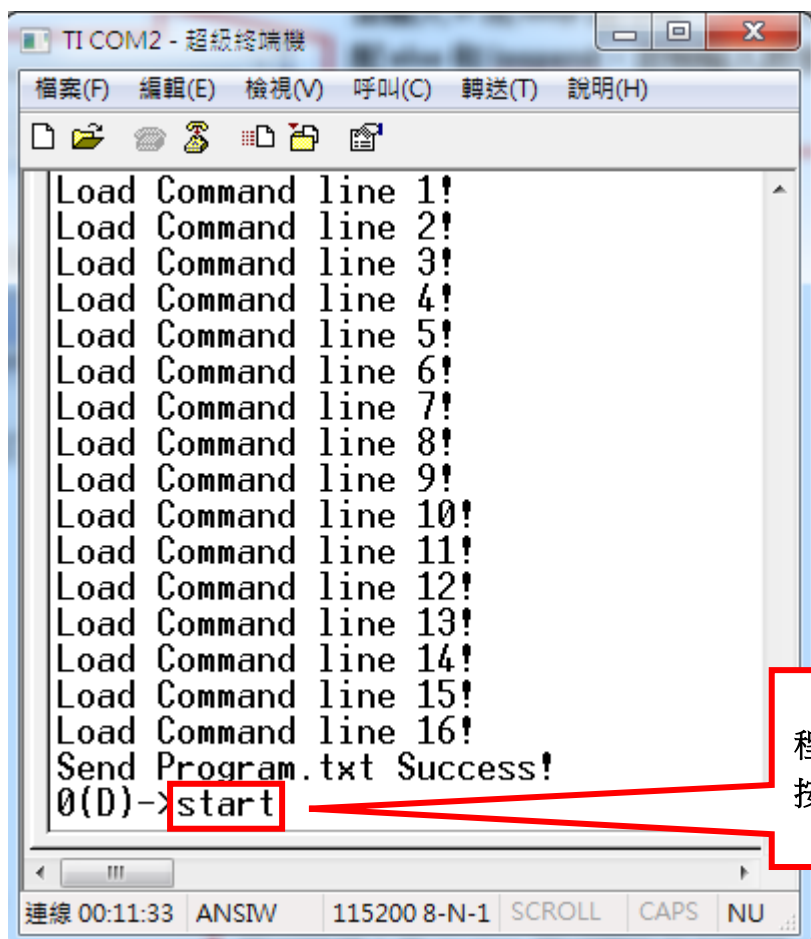 TI COM2 - 超級終端機
檔案(F) 編輯(E) 檢視(V) 呼叫(C) 轉送(T) 說明(H)
Load Command line 1!
Load Command line 2!
Load Command line 3!
Load Command line 4!
Load Command line 5!
Load Command line 6!
Load Command line 7!
Load Command line 8!
Load Command line 9!
Load Command line 10!
Load Command line 11!
Load Command line 12!
Load Command line 13!
Load Command line 14!
Load Command line 15!
Load Command line 16!
Send Program.txt Success!
0(D)->start
連線 00:11:33 ANSIW 115200 8-N-1 SCROLL CAPS NU